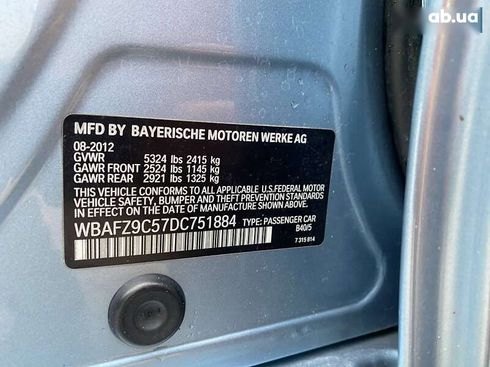 ab.ua
MFD BY BAYERISCHE MOTOREN WERKE AG
08-2012
GVWR 5324 lbs 2415 kg
GAWR FRONT 2524 lbs 1145 kg
GAWR REAR 2921 lbs 1325 kg
THIS VEHICLE CONFORMS TO ALL APPLICABLE U.S.FEDERAL MOTOR
VEHICLE SAFETY, BUMPER, AND THEFT PREVENTION STANDARDS
IN EFFECT ON THE DATE OF MANUFACTURE SHOWN ABOVE.
WBAFZ9C57DC751884 TYPE: PASSENGER CAR
B40/5
7 315 814